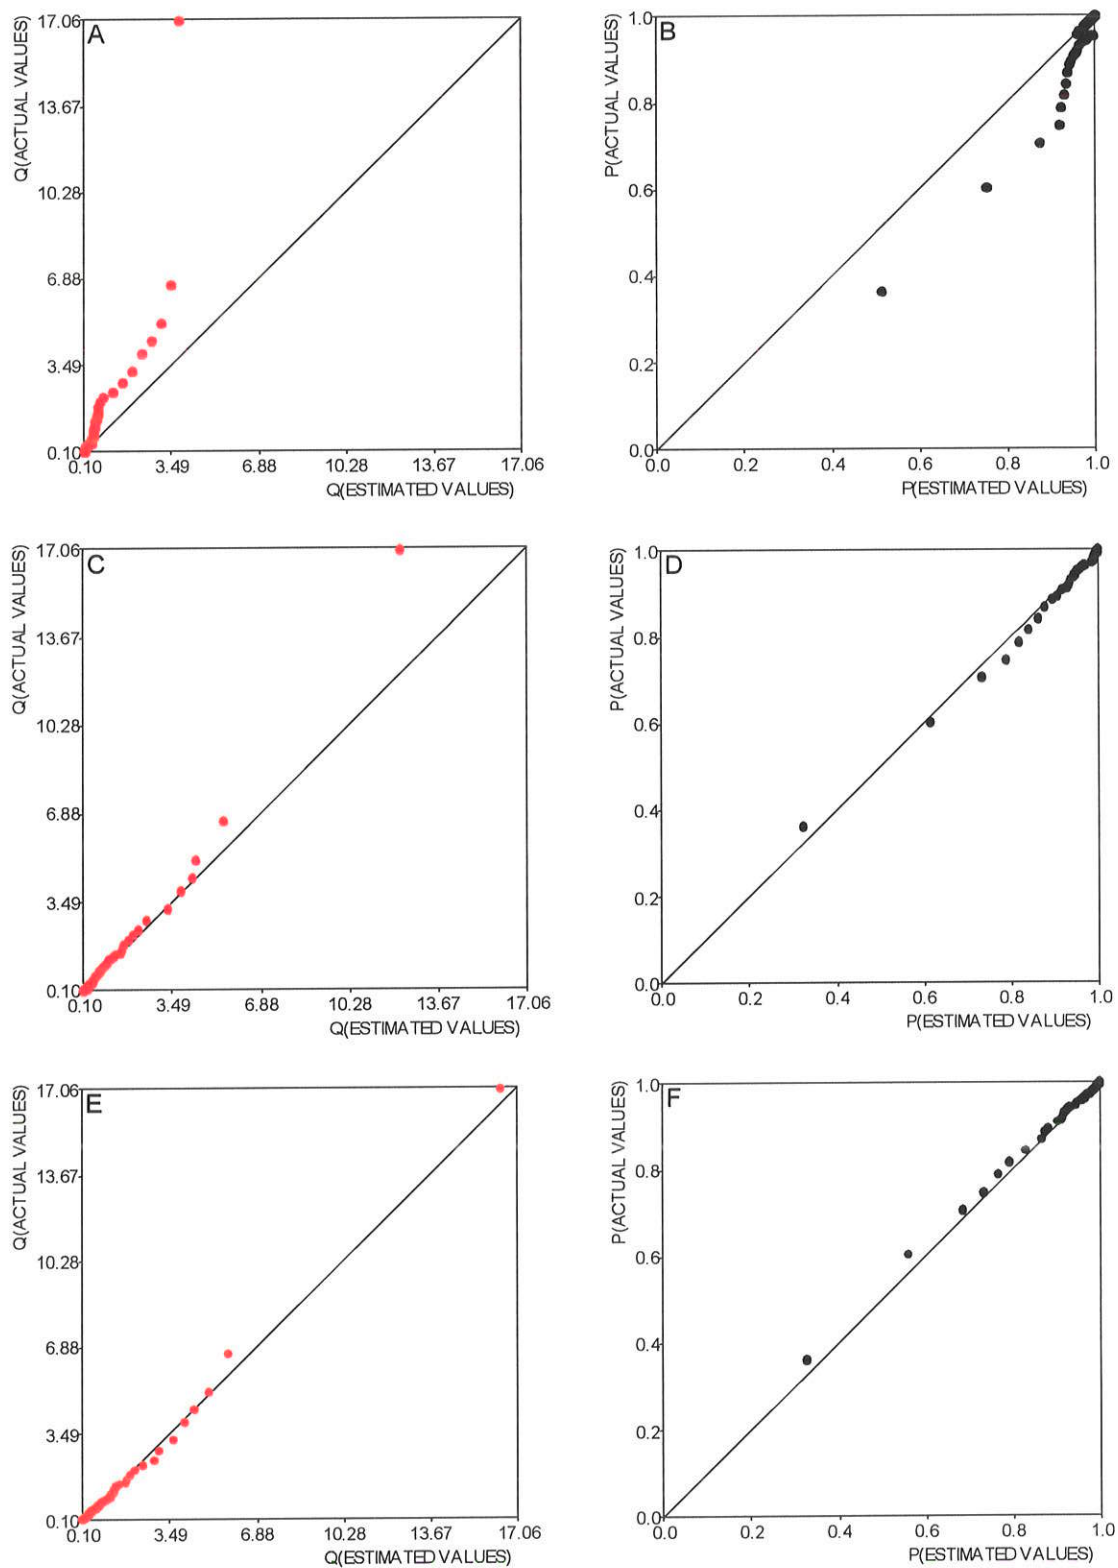 A
Q(ACTUAL VALUES)
17.06
13.67
10.28
6.88
3.49
0.10
0.10 3.49 6.88 10.28 13.67 17.06
Q(ESTIMATED VALUES)
B
P(ACTUAL VALUES)
1.0
0.8
0.6
0.4
0.2
0.0
0.0 0.2 0.4 0.6 0.8 1.0
P(ESTIMATED VALUES)
C
Q(ACTUAL VALUES)
17.06
13.67
10.28
6.88
3.49
0.10
0.10 3.49 6.88 10.28 13.67 17.06
Q(ESTIMATED VALUES)
D
P(ACTUAL VALUES)
1.0
0.8
0.6
0.4
0.2
0.0
0.0 0.2 0.4 0.6 0.8 1.0
P(ESTIMATED VALUES)
E
Q(ACTUAL VALUES)
17.06
13.67
10.28
6.88
3.49
0.10
0.10 3.49 6.88 10.28 13.67 17.06
Q(ESTIMATED VALUES)
F
P(ACTUAL VALUES)
1.0
0.8
0.6
0.4
0.2
0.0
0.0 0.2 0.4 0.6 0.8 1.0
P(ESTIMATED VALUES)